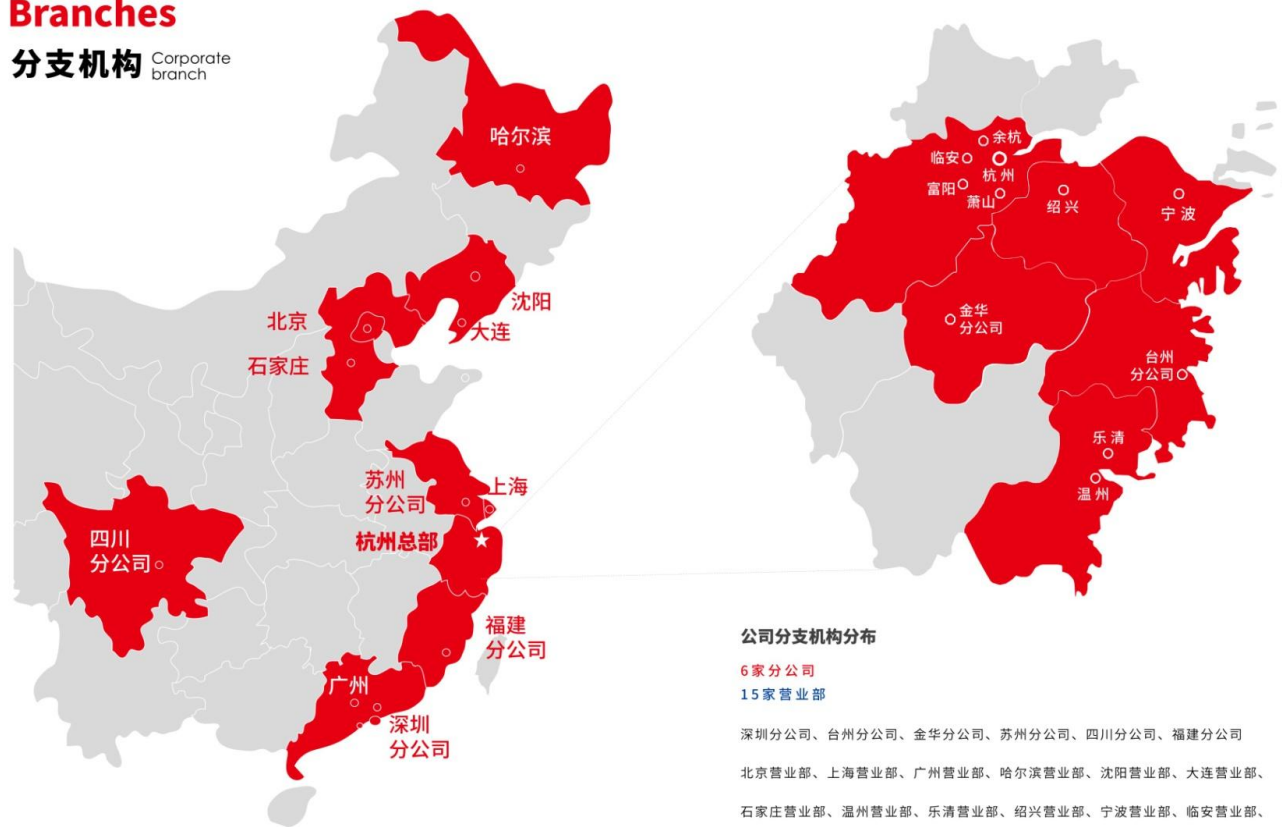 Branches
分支机构 Corporate
branch
哈尔滨
沈阳
北京
大连
石家庄
苏州
分公司
上海
杭州总部
四川
分公司
福建
分公司
广州
深圳
分公司
余杭
临安
杭州
富阳
萧山
绍兴
宁波
金华
分公司
台州
分公司
乐清
温州
公司分支机构分布
6家分公司
15家营业部
深圳分公司、台州分公司、金华分公司、苏州分公司、四川分公司、福建分公司
北京营业部、上海营业部、广州营业部、哈尔滨营业部、沈阳营业部、大连营业部、
石家庄营业部、温州营业部、乐清营业部、绍兴营业部、宁波营业部、临安营业部、